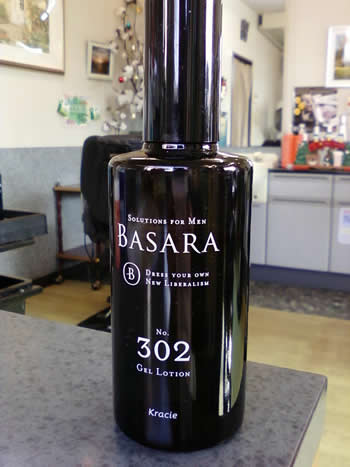 SOLUTIONS FOR MEN
BASARA
B
DRESS YOUR OWN
NEW LIBERALISM
No.
302
GEL LOTION
Kracie